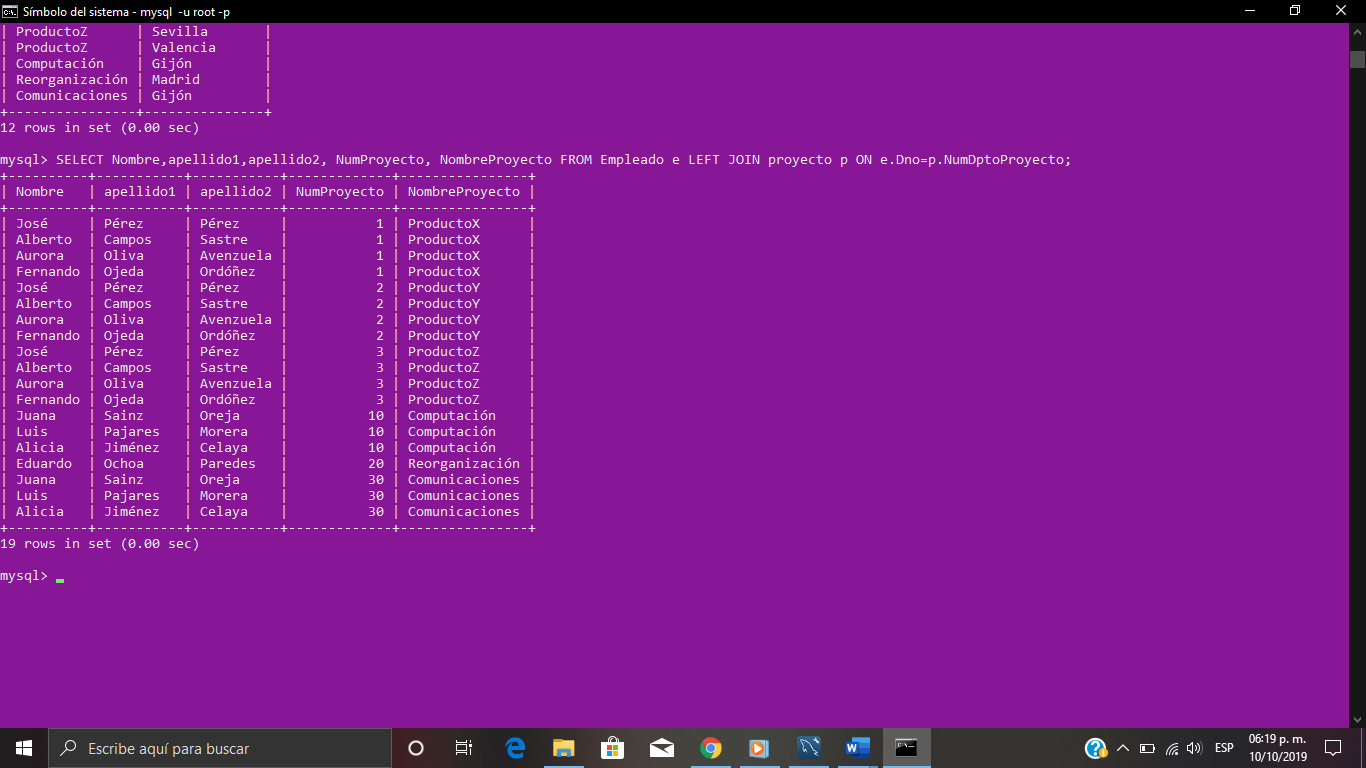 Símbolo del sistema - mysql -u root -p
| ProductoZ      | Sevilla       |
| ProductoZ      | Valencia      |
| Computación    | Gijón         |
| Reorganización | Madrid        |
| Comunicaciones | Gijón         |
+----------------+---------------+
12 rows in set (0.00 sec)
mysql> SELECT Nombre,apellido1,apellido2, NumProyecto, NombreProyecto FROM Empleado e LEFT JOIN proyecto p ON e.Dno=p.NumDptoProyecto;
+----------+-----------+-----------+-------------+----------------+
| Nombre   | apellido1 | apellido2 | NumProyecto | NombreProyecto |
+----------+-----------+-----------+-------------+----------------+
| José     | Pérez     | Pérez     |           1 | ProductoX      |
| Alberto  | Campos    | Sastre    |           1 | ProductoX      |
| Aurora   | Oliva     | Avenzuela |           1 | ProductoX      |
| Fernando | Ojeda     | Ordóñez   |           1 | ProductoX      |
| José     | Pérez     | Pérez     |           2 | ProductoY      |
| Alberto  | Campos    | Sastre    |           2 | ProductoY      |
| Aurora   | Oliva     | Avenzuela |           2 | ProductoY      |
| Fernando | Ojeda     | Ordóñez   |           2 | ProductoY      |
| José     | Pérez     | Pérez     |           3 | ProductoZ      |
| Alberto  | Campos    | Sastre    |           3 | ProductoZ      |
| Aurora   | Oliva     | Avenzuela |           3 | ProductoZ      |
| Fernando | Ojeda     | Ordóñez   |           3 | ProductoZ      |
| Juana    | Sainz     | Oreja     |          10 | Computación    |
| Luis     | Pajares   | Morera    |          10 | Computación    |
| Alicia   | Jiménez   | Celaya    |          10 | Computación    |
| Eduardo  | Ochoa     | Paredes   |          20 | Reorganización |
| Juana    | Sainz     | Oreja     |          30 | Comunicaciones |
| Luis     | Pajares   | Morera    |          30 | Comunicaciones |
| Alicia   | Jiménez   | Celaya    |          30 | Comunicaciones |
+----------+-----------+-----------+-------------+----------------+
19 rows in set (0.00 sec)
mysql>
Escribe aquí para buscar
ESP
06:19 p. m.
10/10/2019